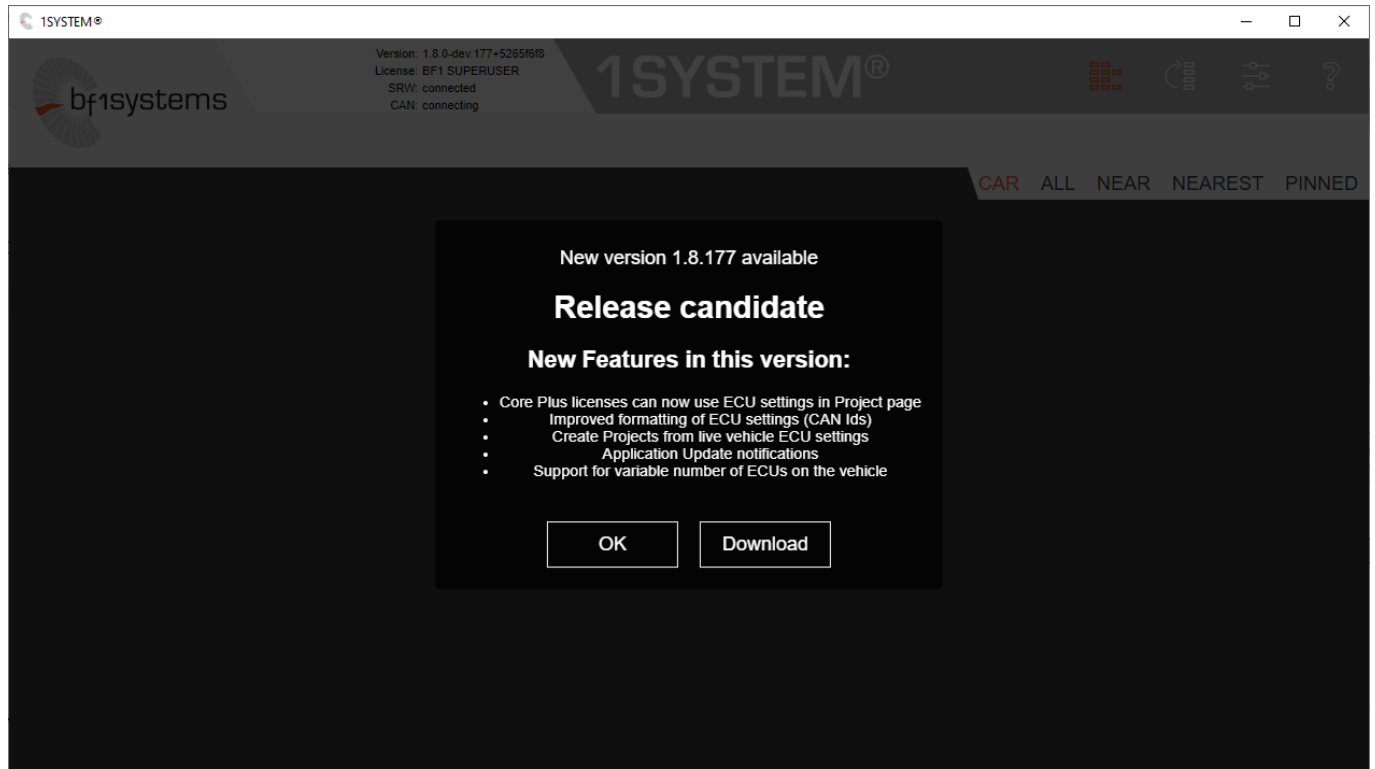 1SYSTEM®
bf1systems
Version: 1.8.0-dev.177+5265f6f8
License: BF1 SUPERUSER
SRW: connected
CAN: connecting
1SYSTEM®
CAR ALL NEAR NEAREST PINNED
New version 1.8.177 available
Release candidate
New Features in this version:
• Core Plus licenses can now use ECU settings in Project page
• Improved formatting of ECU settings (CAN Ids)
• Create Projects from live vehicle ECU settings
• Application Update notifications
• Support for variable number of ECUs on the vehicle
OK Download